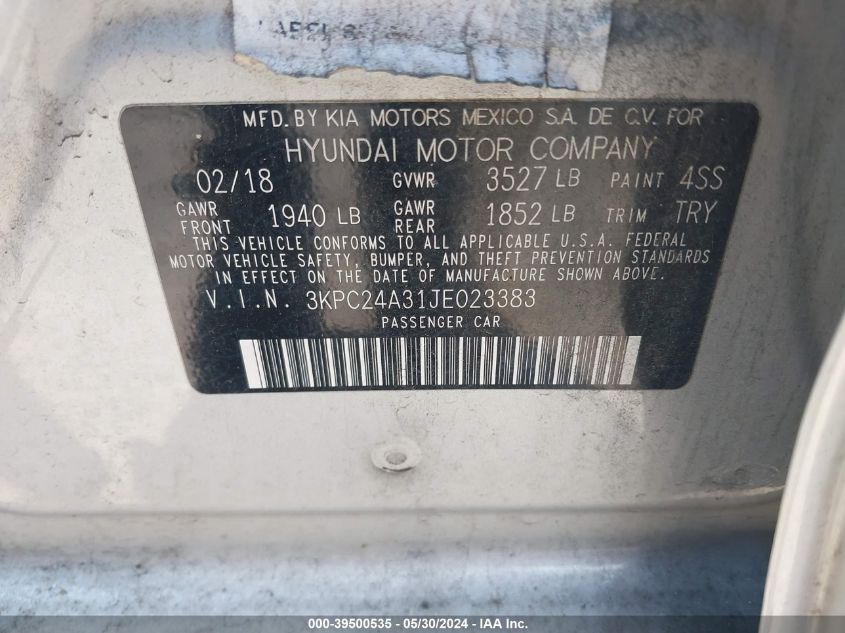 LABEL
MFD. BY KIA MOTORS MEXICO S.A. DE C.V. FOR
HYUNDAI MOTOR COMPANY
02/18 GVWR 3527 LB PAINT 4SS
GAWR FRONT 1940 LB GAWR REAR 1852 LB TRIM TRY
THIS VEHICLE CONFORMS TO ALL APPLICABLE U.S.A. FEDERAL
MOTOR VEHICLE SAFETY, BUMPER, AND THEFT PREVENTION STANDARDS
IN EFFECT ON THE DATE OF MANUFACTURE SHOWN ABOVE.
V.I.N. 3KPC24A31JE023383
PASSENGER CAR
000-39500535 - 05/30/2024 - IAA Inc.